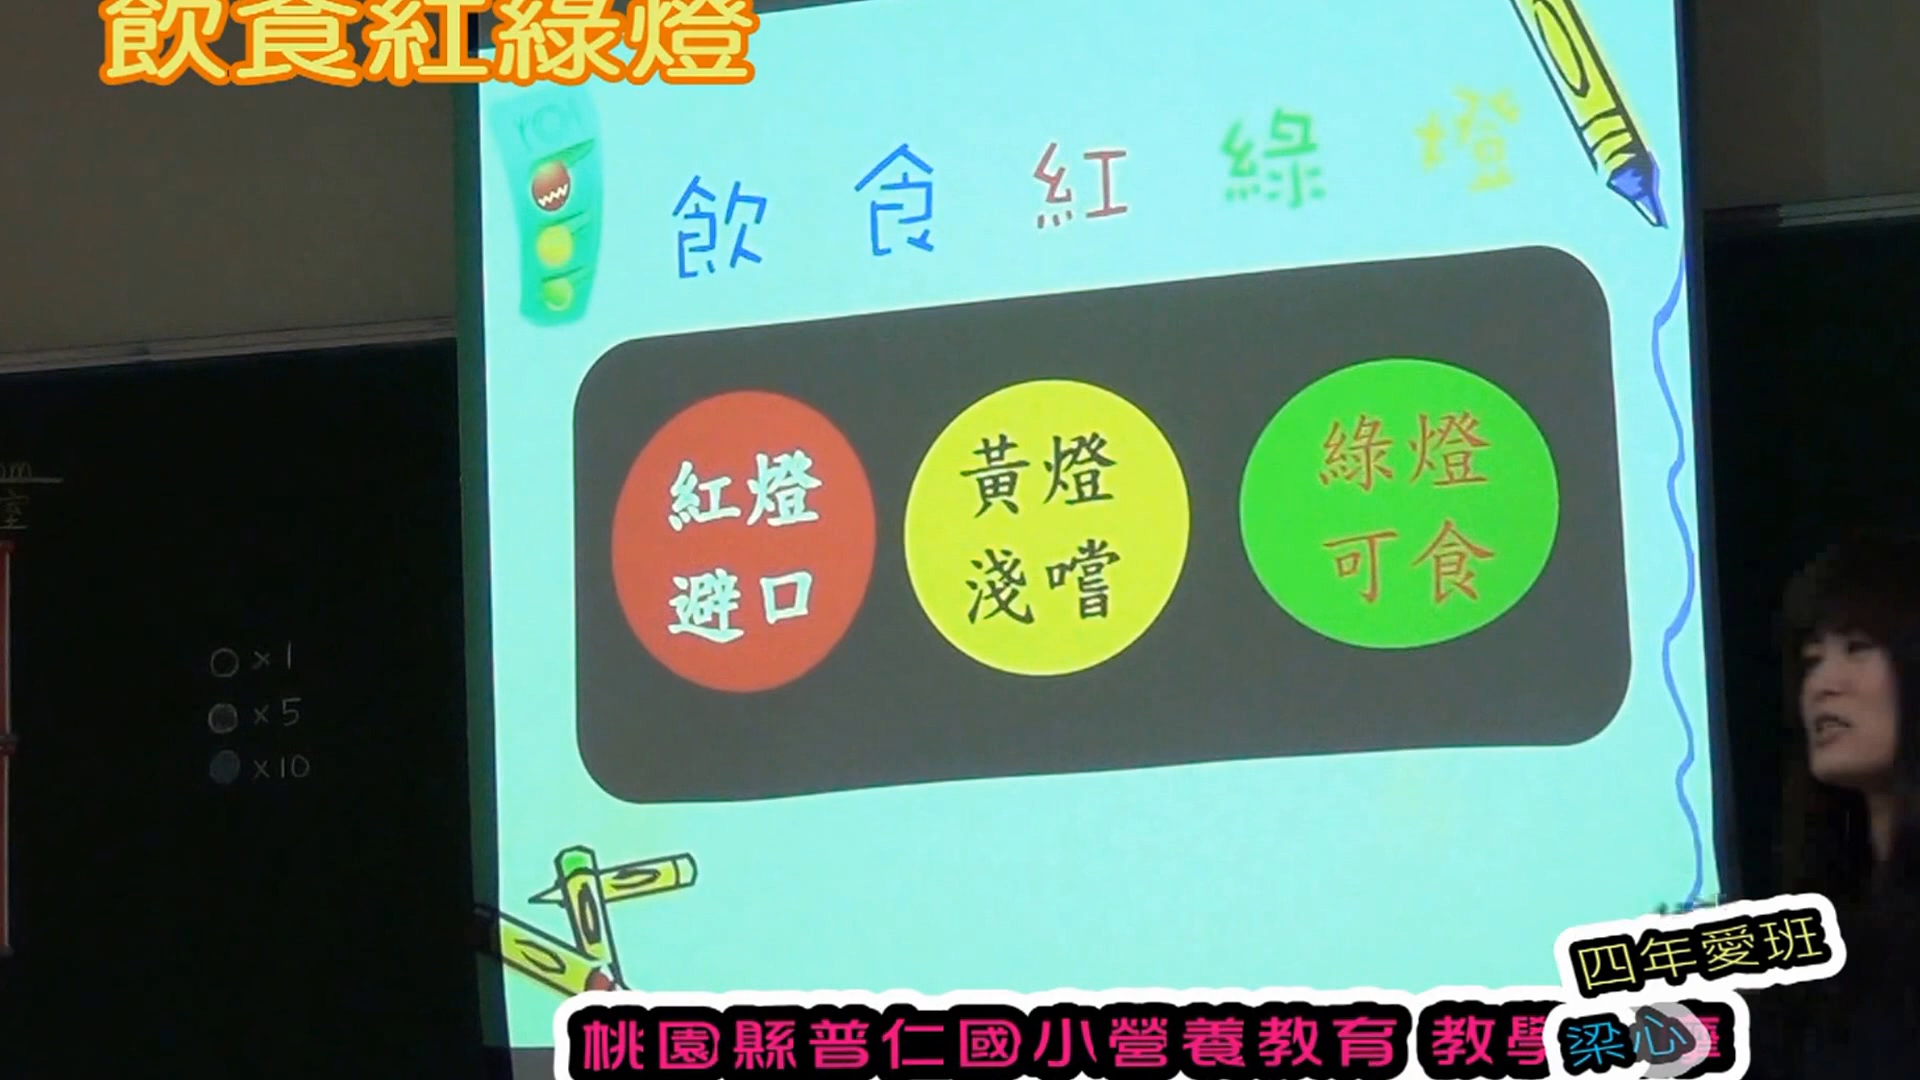 飲食紅綠燈
飲食紅綠燈
紅燈
避口
黃燈
淺嚐
綠燈
可食
×1
×5
×10
四年愛班
桃園縣普仁國小營養教育 教學
梁心